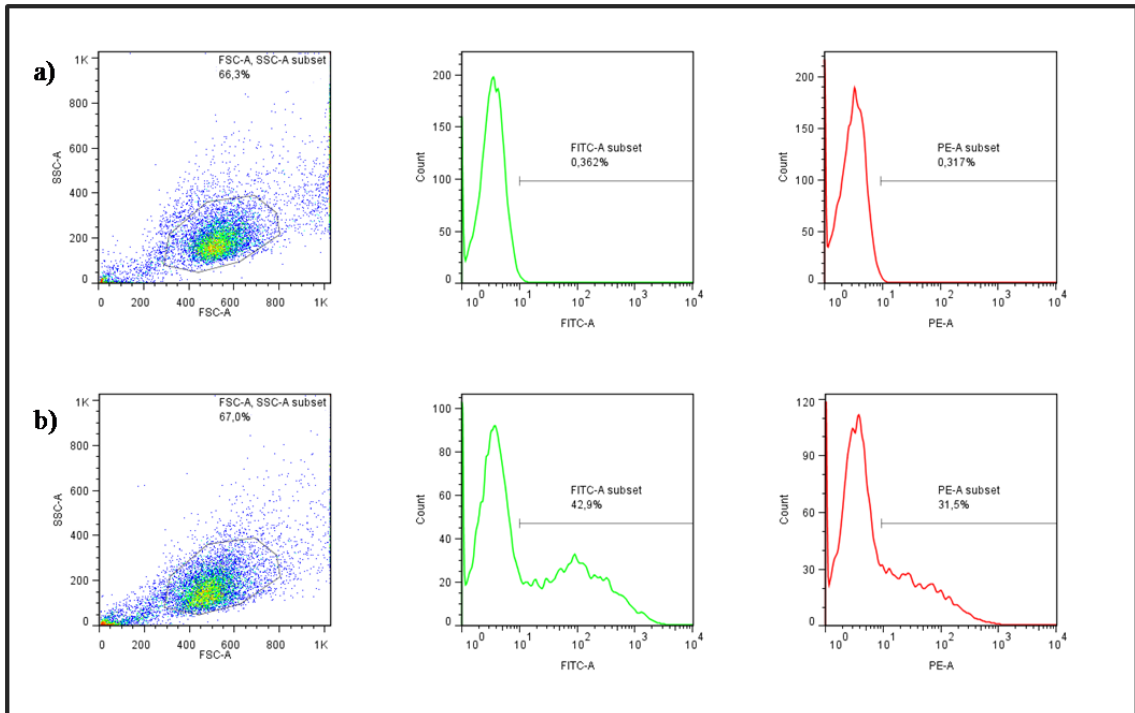 a)
FSC-A, SSC-A subset
66,3%
1K
800
600
400
200
0
SSC-A
0 200 400 600 800 1K
FSC-A
FITC-A subset
0,362%
200
150
100
50
0
Count
10^0 10^1 10^2 10^3 10^4
FITC-A
PE-A subset
0,317%
200
150
100
50
0
Count
10^0 10^1 10^2 10^3 10^4
PE-A
b)
FSC-A, SSC-A subset
67,0%
1K
800
600
400
200
0
SSC-A
0 200 400 600 800 1K
FSC-A
FITC-A subset
42,9%
100
80
60
40
20
0
Count
10^0 10^1 10^2 10^3 10^4
FITC-A
PE-A subset
31,5%
120
90
60
30
0
Count
10^0 10^1 10^2 10^3 10^4
PE-A